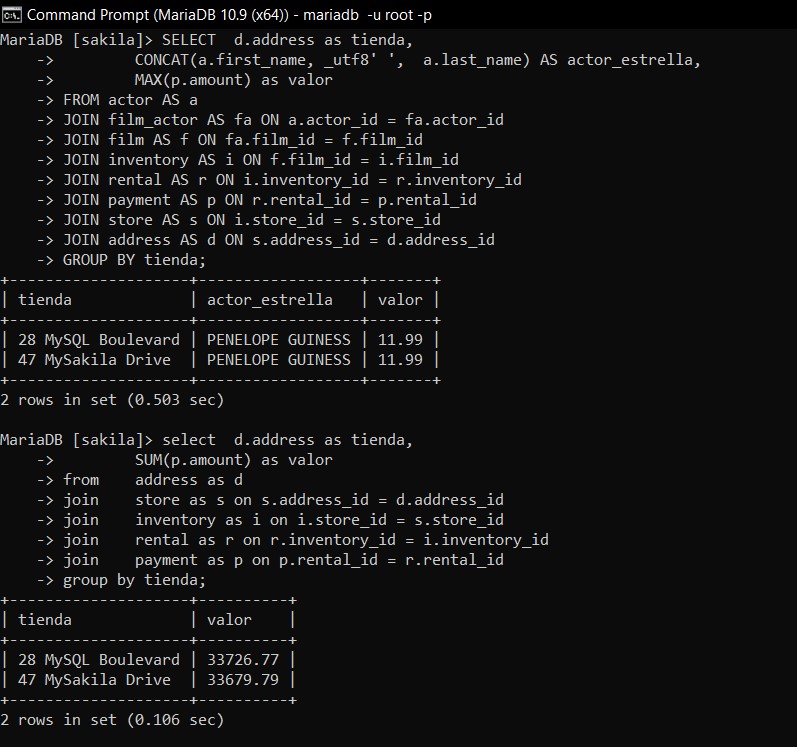 Command Prompt (MariaDB 10.9 (x64)) - mariadb  -u root -p
MariaDB [sakila]> SELECT  d.address as tienda,
    ->         CONCAT(a.first_name, _utf8' ',  a.last_name) AS actor_estrella,
    ->         MAX(p.amount) as valor
    -> FROM actor AS a
    -> JOIN film_actor AS fa ON a.actor_id = fa.actor_id
    -> JOIN film AS f ON fa.film_id = f.film_id
    -> JOIN inventory AS i ON f.film_id = i.film_id
    -> JOIN rental AS r ON i.inventory_id = r.inventory_id
    -> JOIN payment AS p ON r.rental_id = p.rental_id
    -> JOIN store AS s ON i.store_id = s.store_id
    -> JOIN address AS d ON s.address_id = d.address_id
    -> GROUP BY tienda;
+--------------------+------------------+-------+
| tienda             | actor_estrella   | valor |
+--------------------+------------------+-------+
| 28 MySQL Boulevard | PENELOPE GUINESS | 11.99 |
| 47 MySakila Drive  | PENELOPE GUINESS | 11.99 |
+--------------------+------------------+-------+
2 rows in set (0.503 sec)
MariaDB [sakila]> select  d.address as tienda,
    ->         SUM(p.amount) as valor
    -> from    address as d
    -> join    store as s on s.address_id = d.address_id
    -> join    inventory as i on i.store_id = s.store_id
    -> join    rental as r on r.inventory_id = i.inventory_id
    -> join    payment as p on p.rental_id = r.rental_id
    -> group by tienda;
+--------------------+----------+
| tienda             | valor    |
+--------------------+----------+
| 28 MySQL Boulevard | 33726.77 |
| 47 MySakila Drive  | 33679.79 |
+--------------------+----------+
2 rows in set (0.106 sec)